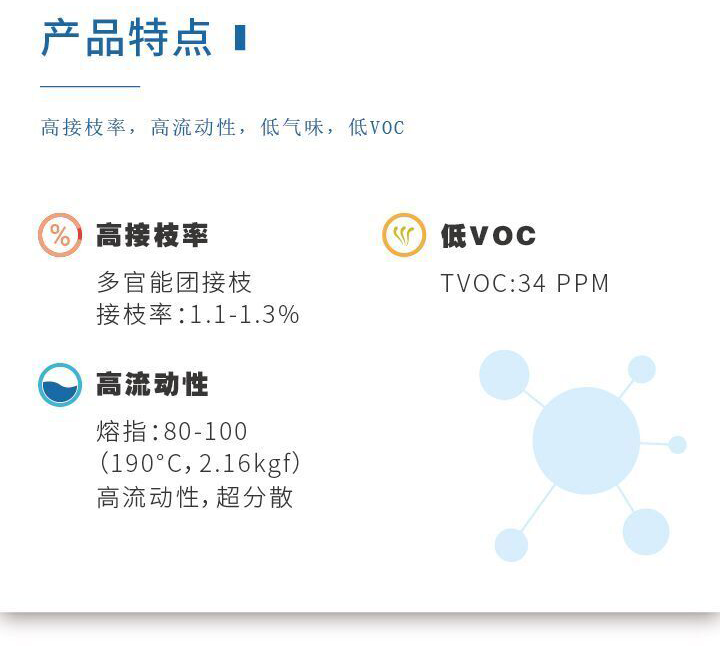 产品特点
高接枝率，高流动性，低气味，低VOC
高接枝率
多官能团接枝
接枝率：1.1-1.3%
低VOC
TVOC:34 PPM
高流动性
熔指：80-100
（190°C，2.16kgf）
高流动性，超分散